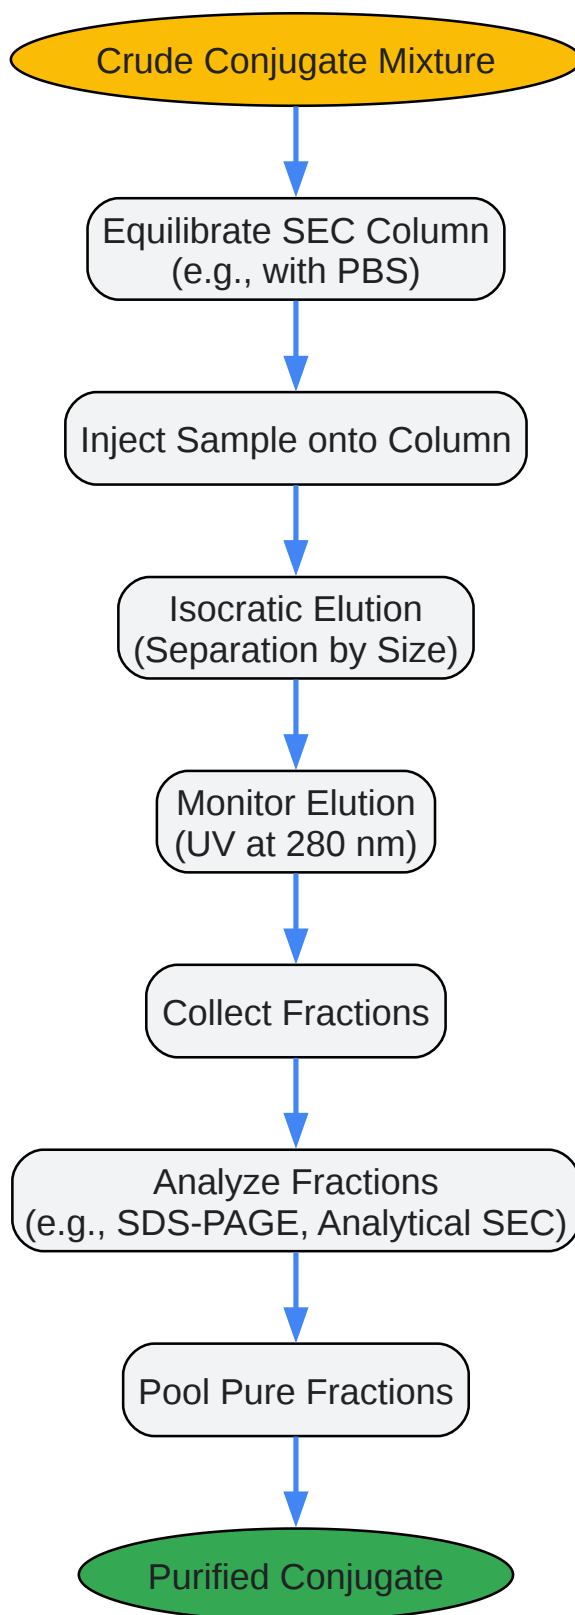 Crude Conjugate Mixture
Equilibrate SEC Column
(e.g., with PBS)
Inject Sample onto Column
Isocratic Elution
(Separation by Size)
Monitor Elution
(UV at 280 nm)
Collect Fractions
Analyze Fractions
(e.g., SDS-PAGE, Analytical SEC)
Pool Pure Fractions
Purified Conjugate